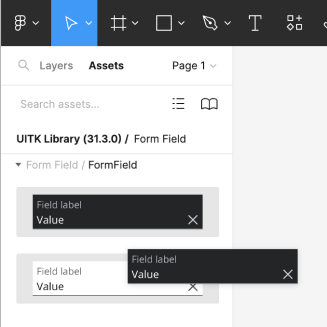 Layers Assets Page 1
Search assets...
UITK Library (31.3.0) / Form Field
Form Field / FormField
Field label
Value
Field label
Value
Field label
Value